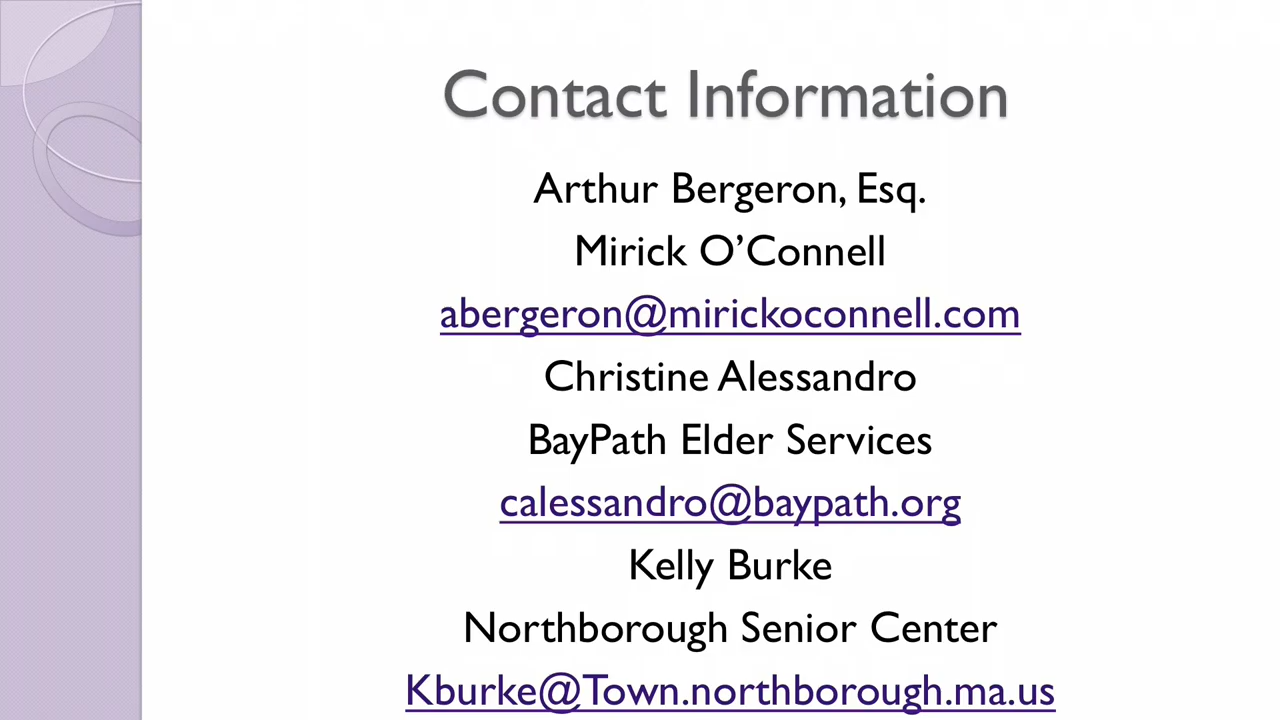 Contact Information
Arthur Bergeron, Esq.
Mirick O’Connell
abergeron@mirickoconnell.com
Christine Alessandro
BayPath Elder Services
calessandro@baypath.org
Kelly Burke
Northborough Senior Center
Kburke@Town.northborough.ma.us